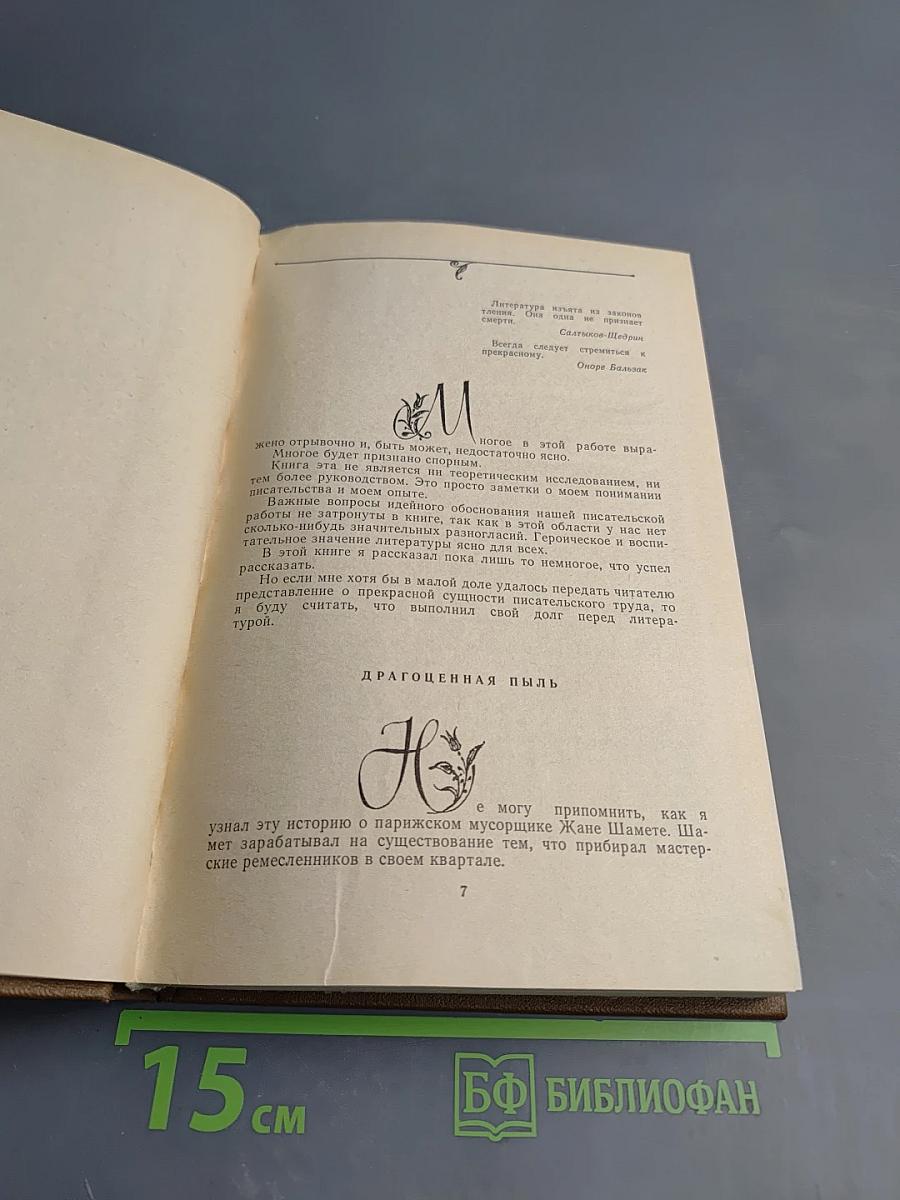 Литература изъята из законов
тления. Она одна не признает
смерти.
Салтыков-Щедрин
Всегда следует стремиться к
прекрасному.
Оноре Бальзак
Многое в этой работе выра-
жено отрывочно и, быть может, недостаточно ясно.
Многое будет признано спорным.
Книга эта не является ни теоретическим исследованием, ни
тем более руководством. Это просто заметки о моем понимании
писательства и моем опыте.
Важные вопросы идейного обоснования нашей писательской
работы не затронуты в книге, так как в этой области у нас нет
сколько-нибудь значительных разногласий. Героическое и воспи-
тательное значение литературы ясно для всех.
В этой книге я рассказал пока лишь то немногое, что успел
рассказать.
Но если мне хотя бы в малой доле удалось передать читателю
представление о прекрасной сущности писательского труда, то
я буду считать, что выполнил свой долг перед литера-
турой.
ДРАГОЦЕННАЯ ПЫЛЬ
Не могу припомнить, как я
узнал эту историю о парижском мусорщике Жане Шамете. Ша-
мет зарабатывал на существование тем, что прибирал мастер-
ские ремесленников в своем квартале.
7
15 см
БФ БИБЛИОФАН